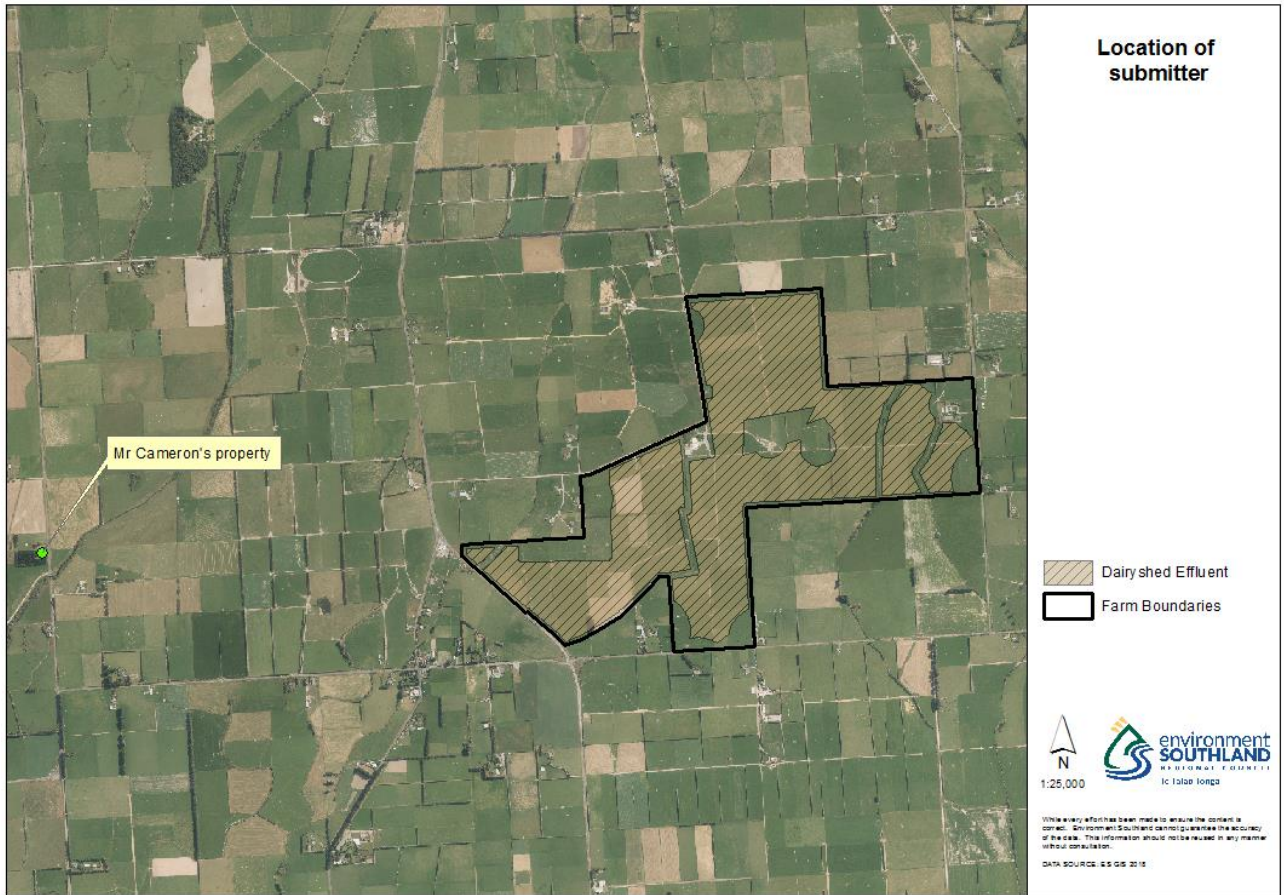 Location of
submitter
Mr Cameron's property
Dairyshed Effluent
Farm Boundaries
N
1:25,000
environment
SOUTHLAND
REGIONAL COUNCIL
Te Taiao Tonga
While every effort has been made to ensure the content is
correct. Environment Southland cannot guarantee the accuracy
of the data. This information should not be reused in any manner
without consultation.
DATA SOURCE: ES GIS